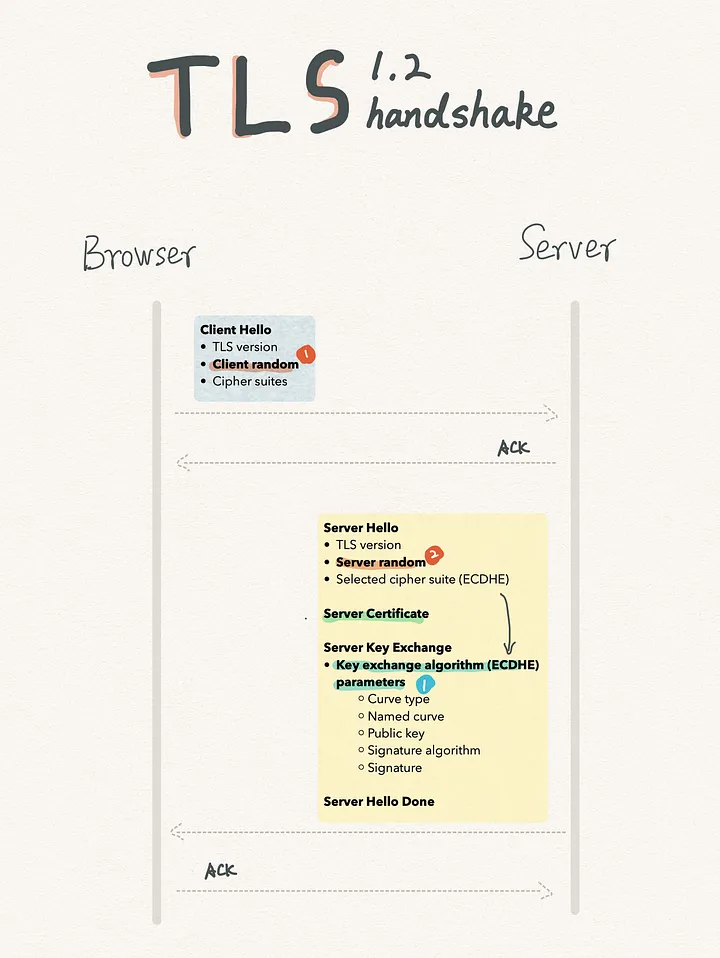 TLS 1.2
handshake
Browser
Server
Client Hello
• TLS version
• Client random 1
• Cipher suites
ACK
Server Hello
• TLS version
• Server random 2
• Selected cipher suite (ECDHE)
Server Certificate
Server Key Exchange
• Key exchange algorithm (ECDHE)
parameters 1
○ Curve type
○ Named curve
○ Public key
○ Signature algorithm
○ Signature
Server Hello Done
ACK